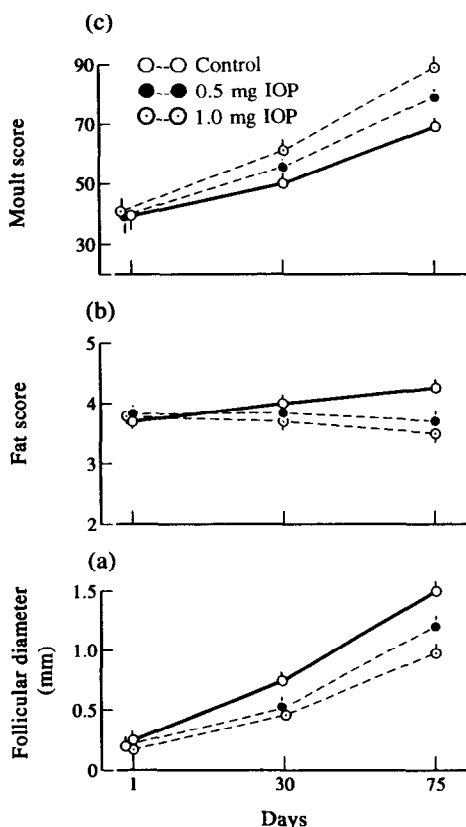 (c)
90
70
50
30
Moult score
Control
0.5 mg IOP
1.0 mg IOP
(b)
5
4
3
2
Fat score
(a)
1.5
1.0
0.5
0
Follicular diameter
(mm)
1 30 75
Days